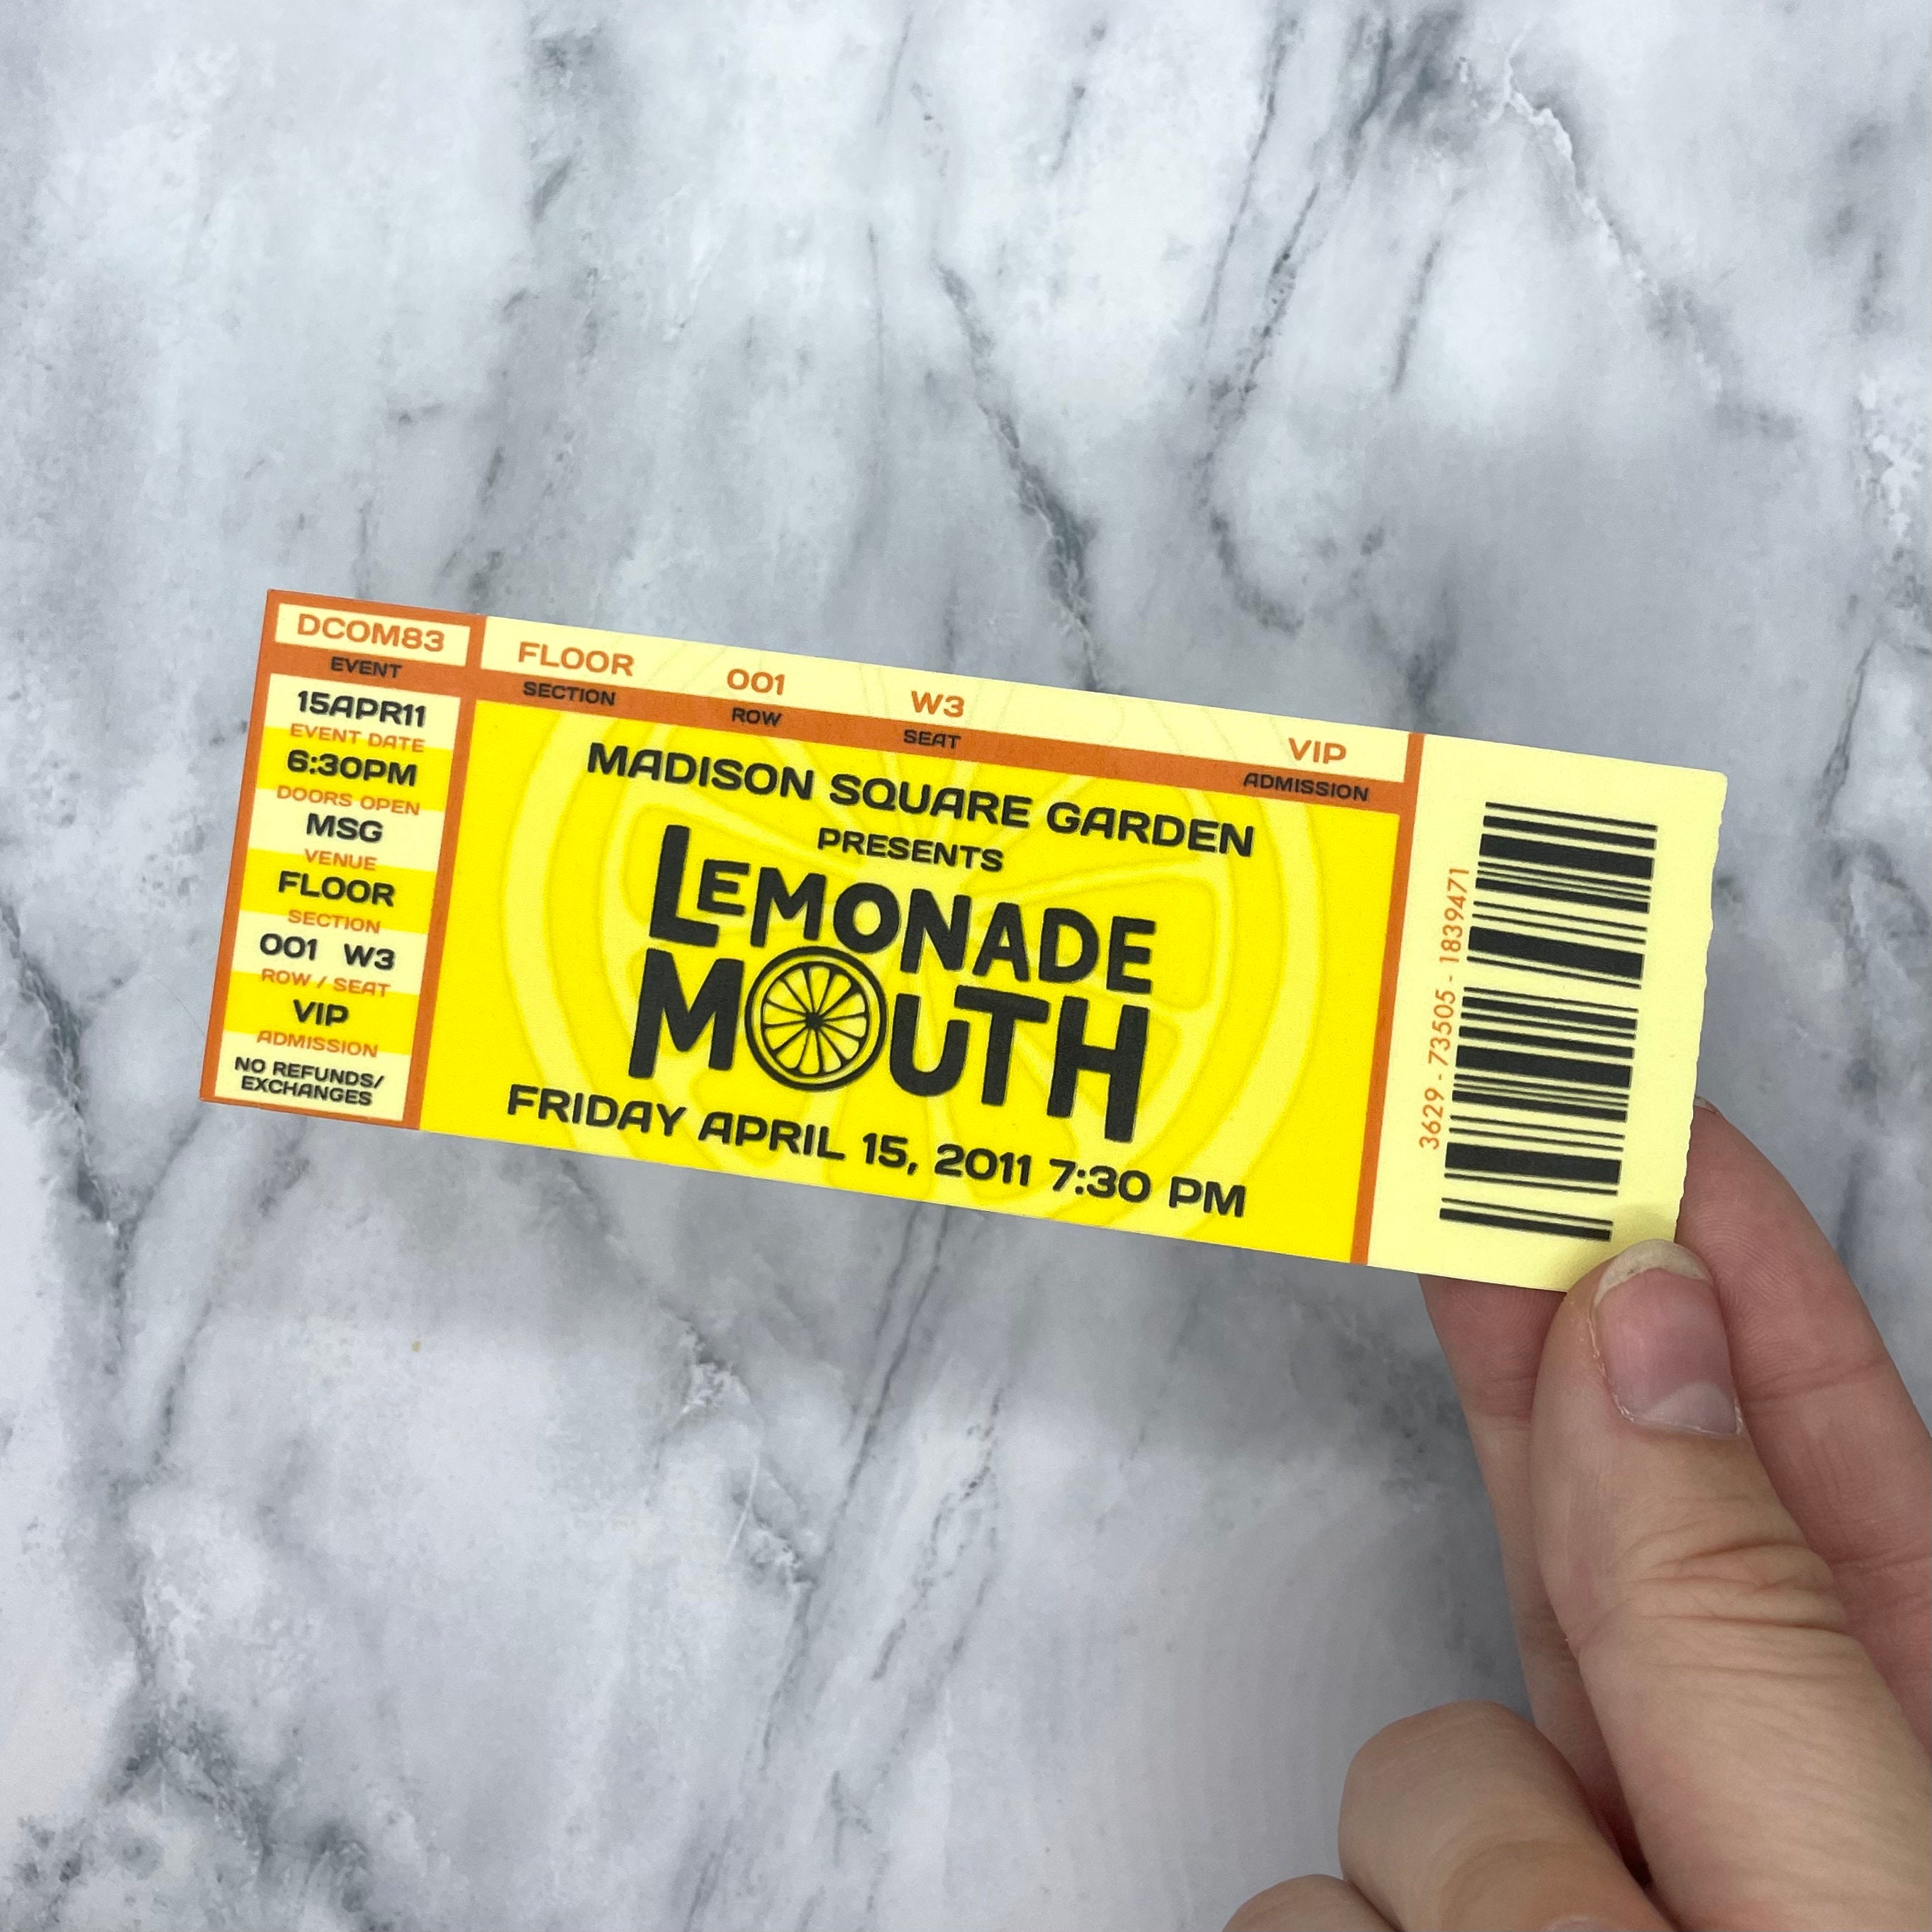 DCOM83
EVENT
15APR11
EVENT DATE
6:30PM
DOORS OPEN
MSG
VENUE
FLOOR
SECTION
001 W3
ROW / SEAT
VIP
ADMISSION
NO REFUNDS/
EXCHANGES
FLOOR 001 W3 VIP
SECTION ROW SEAT ADMISSION
MADISON SQUARE GARDEN
PRESENTS
LEMONADE
MOUTH
FRIDAY APRIL 15, 2011 7:30 PM
3629 - 73505 - 1839471